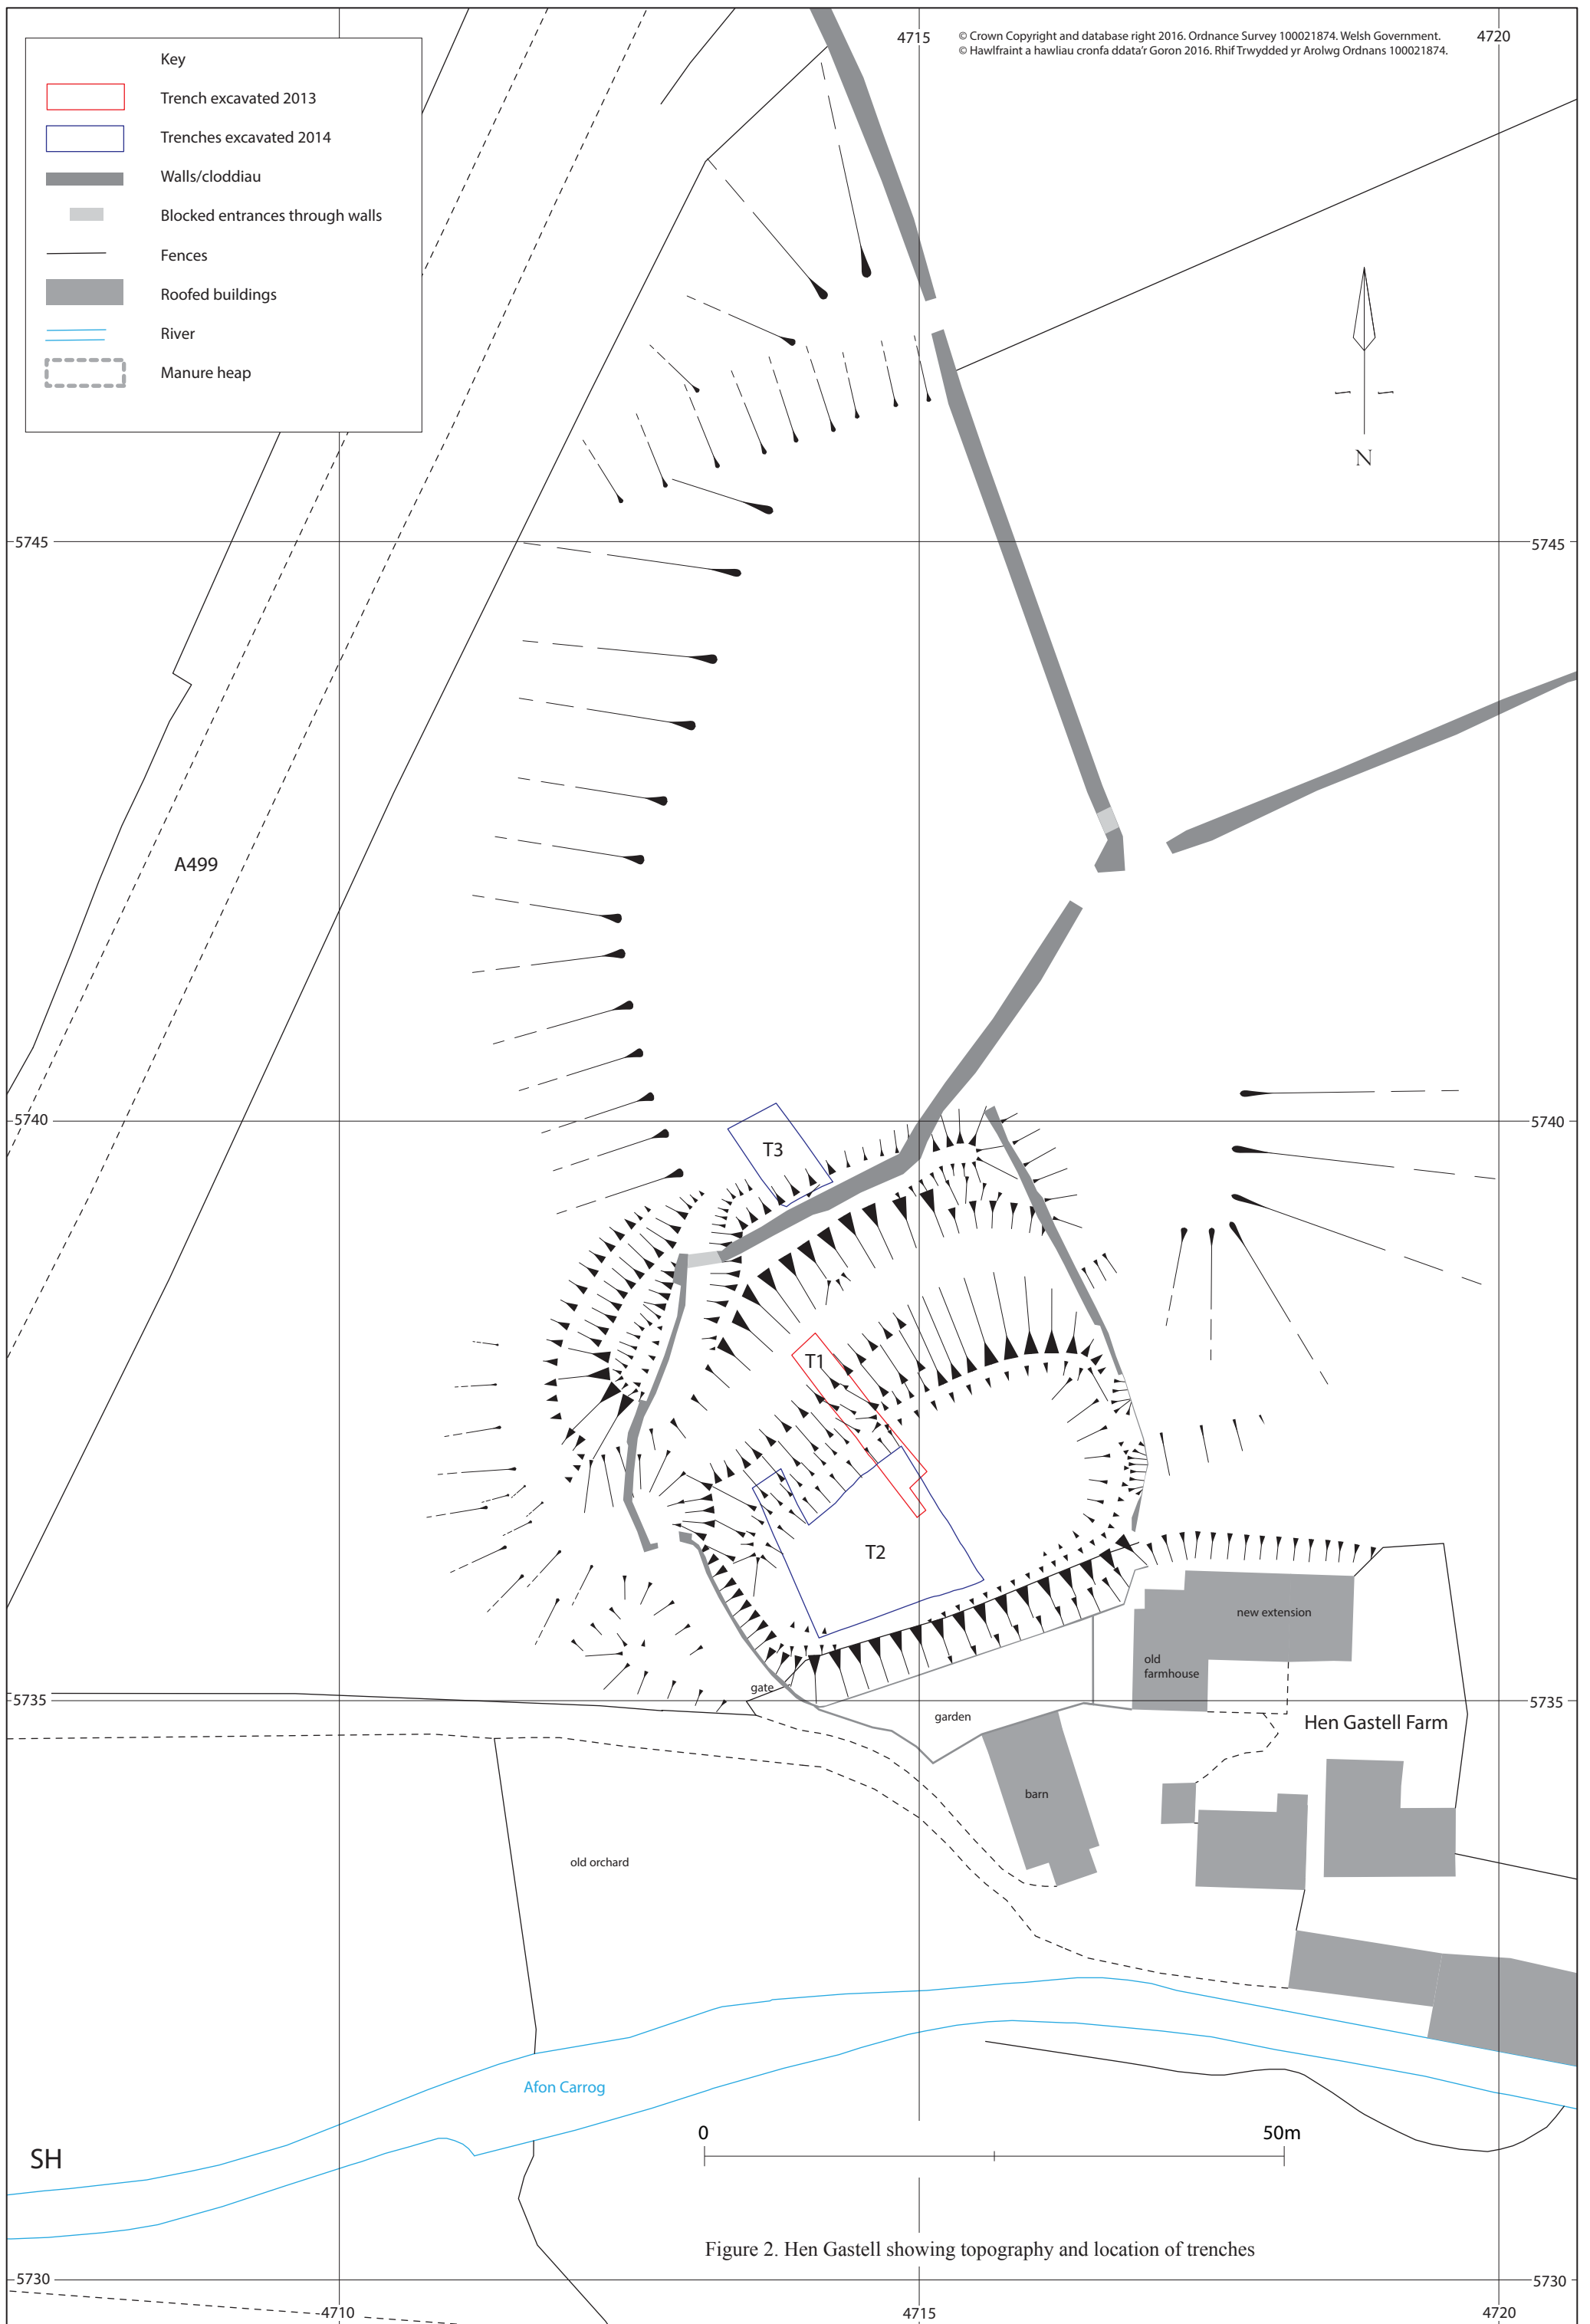 4715
© Crown Copyright and database right 2016. Ordnance Survey 100021874. Welsh Government.
© Hawlfraint a hawliau cronfa ddata'r Goron 2016. Rhif Trwydded yr Arolwg Ordnans 100021874.
4720
Key
Trench excavated 2013
Trenches excavated 2014
Walls/cloddiau
Blocked entrances through walls
Fences
Roofed buildings
River
Manure heap
N
5745
5745
A499
5740
5740
T3
T1
T2
new extension
old
farmhouse
gate
5735
5735
garden
Hen Gastell Farm
barn
old orchard
Afon Carrog
0
50m
SH
Figure 2. Hen Gastell showing topography and location of trenches
5730
5730
4710
4715
4720